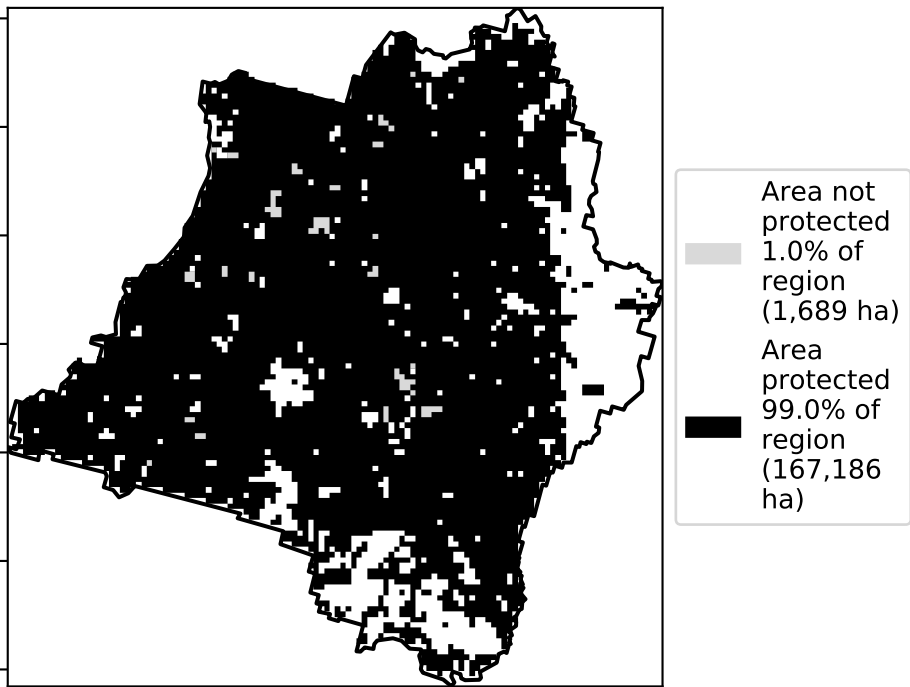 Area not
protected
1.0% of
region
(1,689 ha)
Area
protected
99.0% of
region
(167,186
ha)